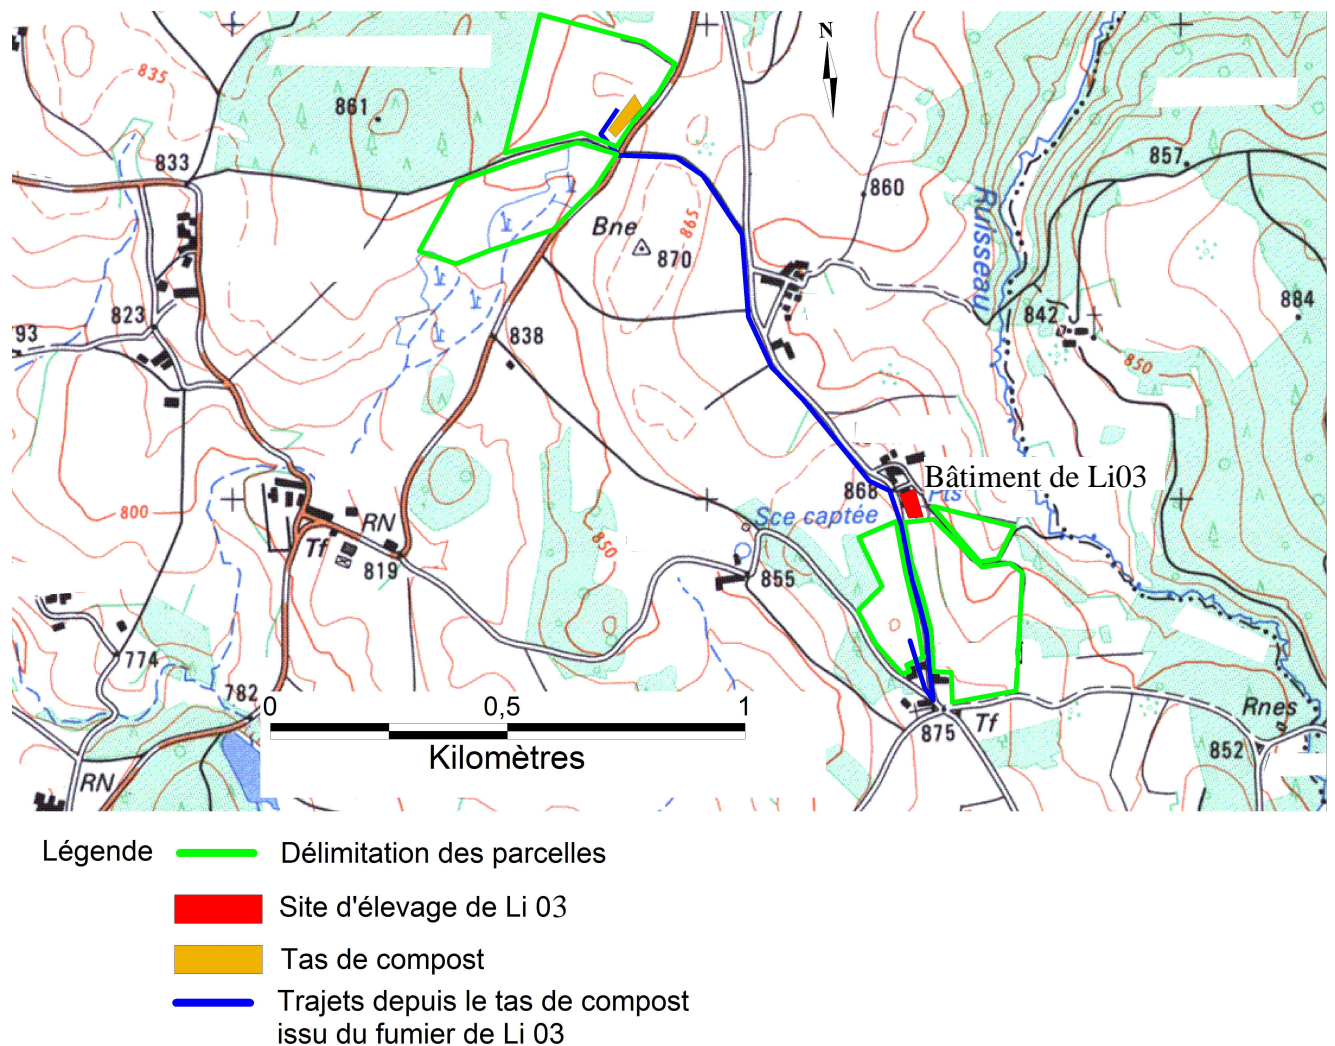 N
835
861
857
833
860
Ruisseau
Bne
865
870
884
823
842
93
838
850
Bâtiment de Li03
868
Pts
800
Sce captée
RN
Tf
850
819
855
774
782
0 0,5 1
Kilomètres
Rnes
875
Tf
852
RN
Légende
Délimitation des parcelles
Site d'élevage de Li 03
Tas de compost
Trajets depuis le tas de compost
issu du fumier de Li 03